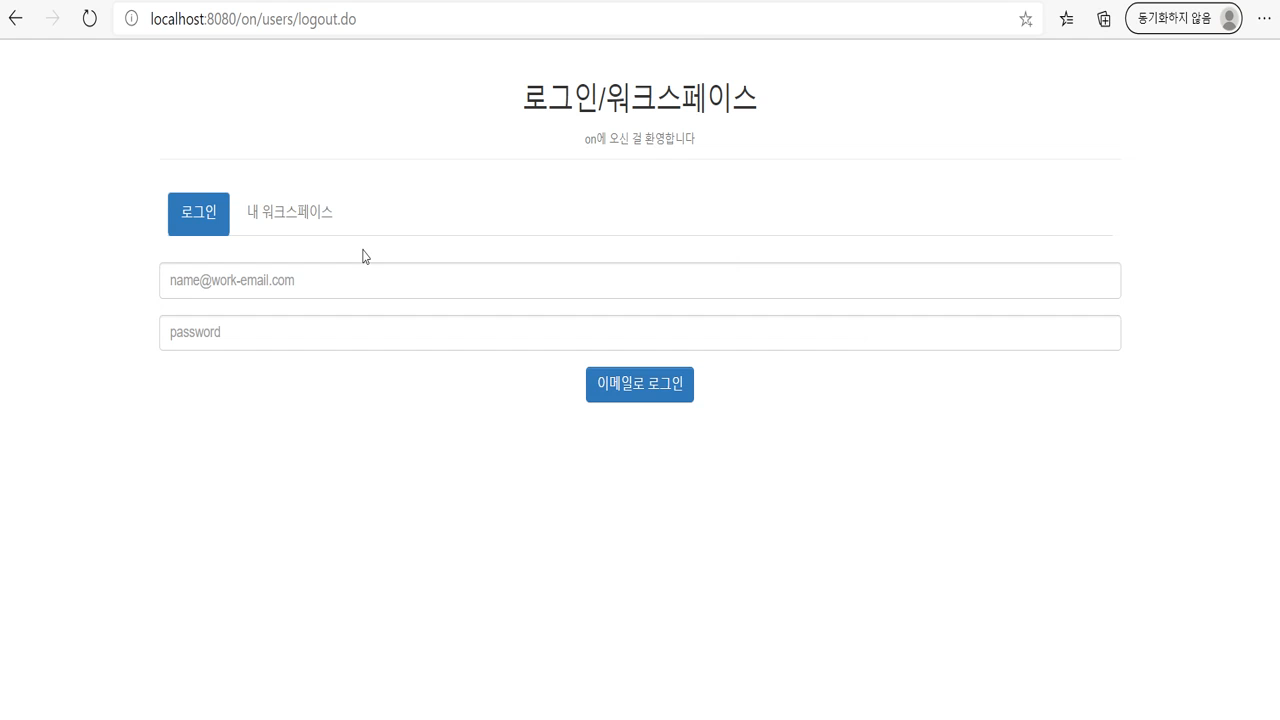 localhost:8080/on/users/logout.do
동기화하지 않음
로그인/워크스페이스
on에 오신 걸 환영합니다
로그인
내 워크스페이스
name@work-email.com
password
이메일로 로그인